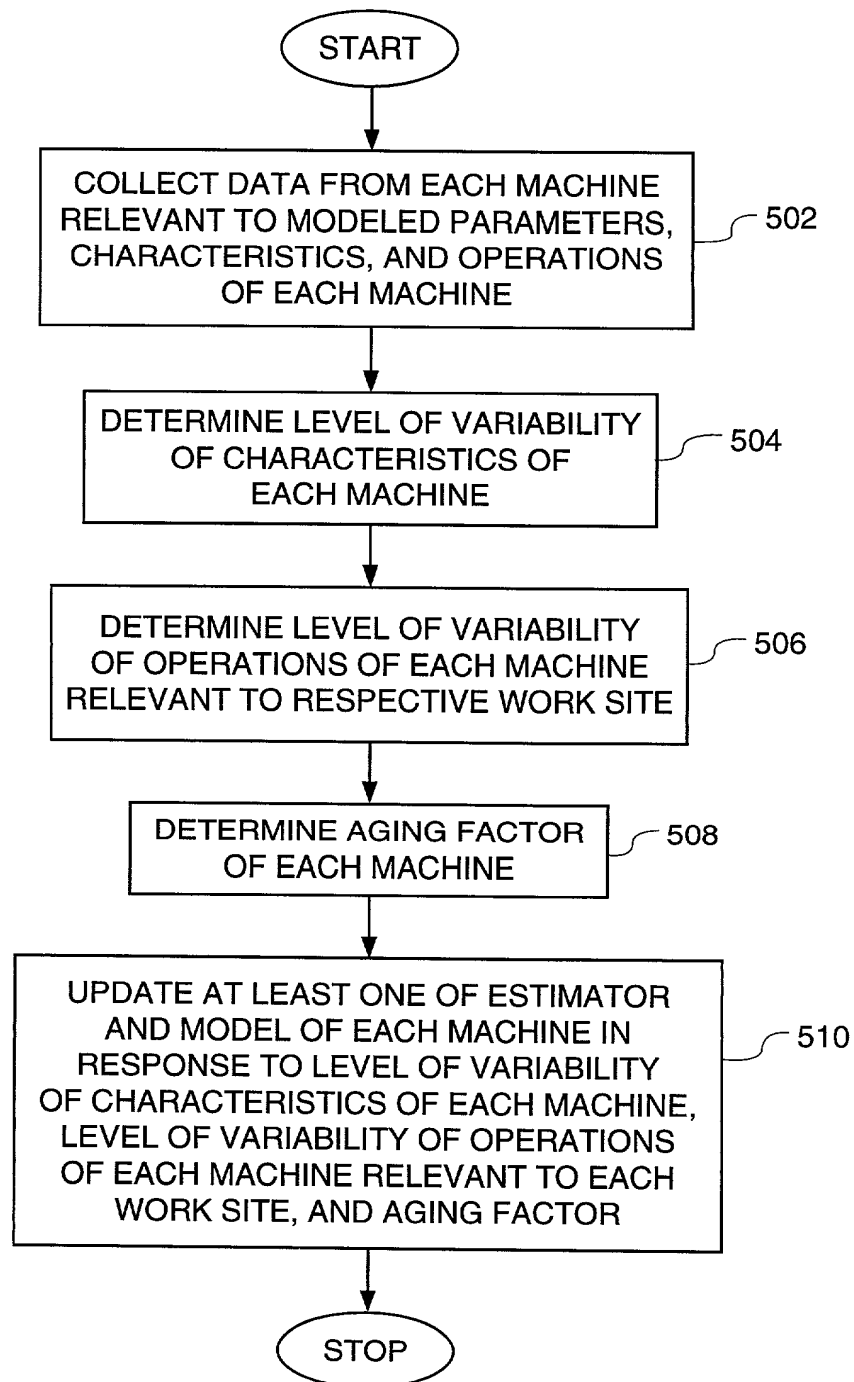 START
COLLECT DATA FROM EACH MACHINE
RELEVANT TO MODELED PARAMETERS,
CHARACTERISTICS, AND OPERATIONS
OF EACH MACHINE
502
DETERMINE LEVEL OF VARIABILITY
OF CHARACTERISTICS OF
EACH MACHINE
504
DETERMINE LEVEL OF VARIABILITY
OF OPERATIONS OF EACH MACHINE
RELEVANT TO RESPECTIVE WORK SITE
506
DETERMINE AGING FACTOR
OF EACH MACHINE
508
UPDATE AT LEAST ONE OF ESTIMATOR
AND MODEL OF EACH MACHINE IN
RESPONSE TO LEVEL OF VARIABILITY
OF CHARACTERISTICS OF EACH MACHINE,
LEVEL OF VARIABILITY OF OPERATIONS
OF EACH MACHINE RELEVANT TO EACH
WORK SITE, AND AGING FACTOR
510
STOP